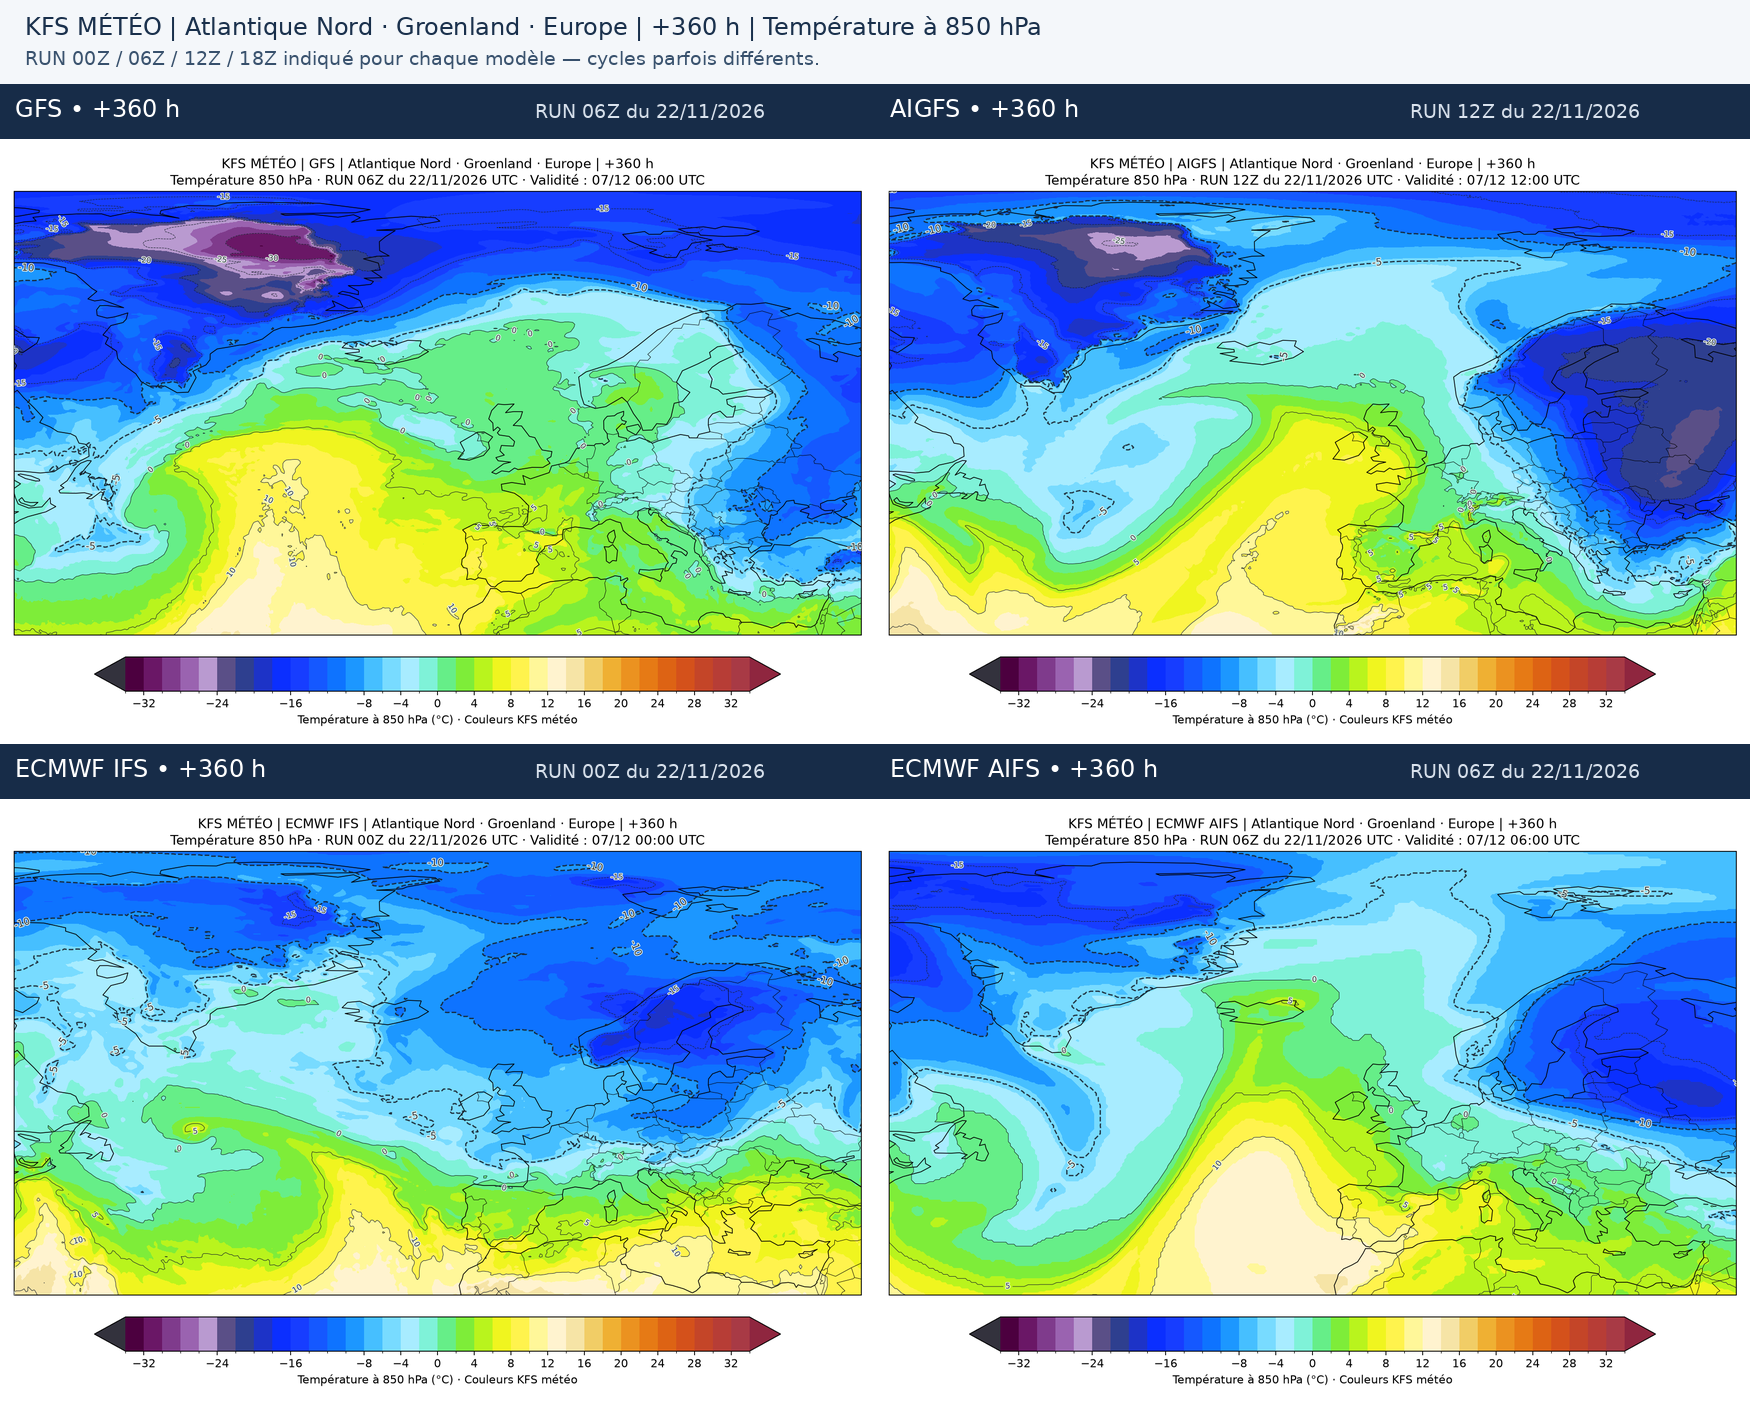 KFS MÉTÉO | Atlantique Nord · Groenland · Europe | +360 h | Température à 850 hPa
RUN 00Z / 06Z / 12Z / 18Z indiqué pour chaque modèle — cycles parfois différents.
GFS • +360 h
RUN 06Z du 22/11/2026
KFS MÉTÉO | GFS | Atlantique Nord · Groenland · Europe | +360 h
Température 850 hPa · RUN 06Z du 22/11/2026 UTC · Validité : 07/12 06:00 UTC
−32 −24 −16 −8 −4 0 4 8 12 16 20 24 28 32
Température à 850 hPa (°C) · Couleurs KFS météo
AIGFS • +360 h
RUN 12Z du 22/11/2026
KFS MÉTÉO | AIGFS | Atlantique Nord · Groenland · Europe | +360 h
Température 850 hPa · RUN 12Z du 22/11/2026 UTC · Validité : 07/12 12:00 UTC
−32 −24 −16 −8 −4 0 4 8 12 16 20 24 28 32
Température à 850 hPa (°C) · Couleurs KFS météo
ECMWF IFS • +360 h
RUN 00Z du 22/11/2026
KFS MÉTÉO | ECMWF IFS | Atlantique Nord · Groenland · Europe | +360 h
Température 850 hPa · RUN 00Z du 22/11/2026 UTC · Validité : 07/12 00:00 UTC
−32 −24 −16 −8 −4 0 4 8 12 16 20 24 28 32
Température à 850 hPa (°C) · Couleurs KFS météo
ECMWF AIFS • +360 h
RUN 06Z du 22/11/2026
KFS MÉTÉO | ECMWF AIFS | Atlantique Nord · Groenland · Europe | +360 h
Température 850 hPa · RUN 06Z du 22/11/2026 UTC · Validité : 07/12 06:00 UTC
−32 −24 −16 −8 −4 0 4 8 12 16 20 24 28 32
Température à 850 hPa (°C) · Couleurs KFS météo